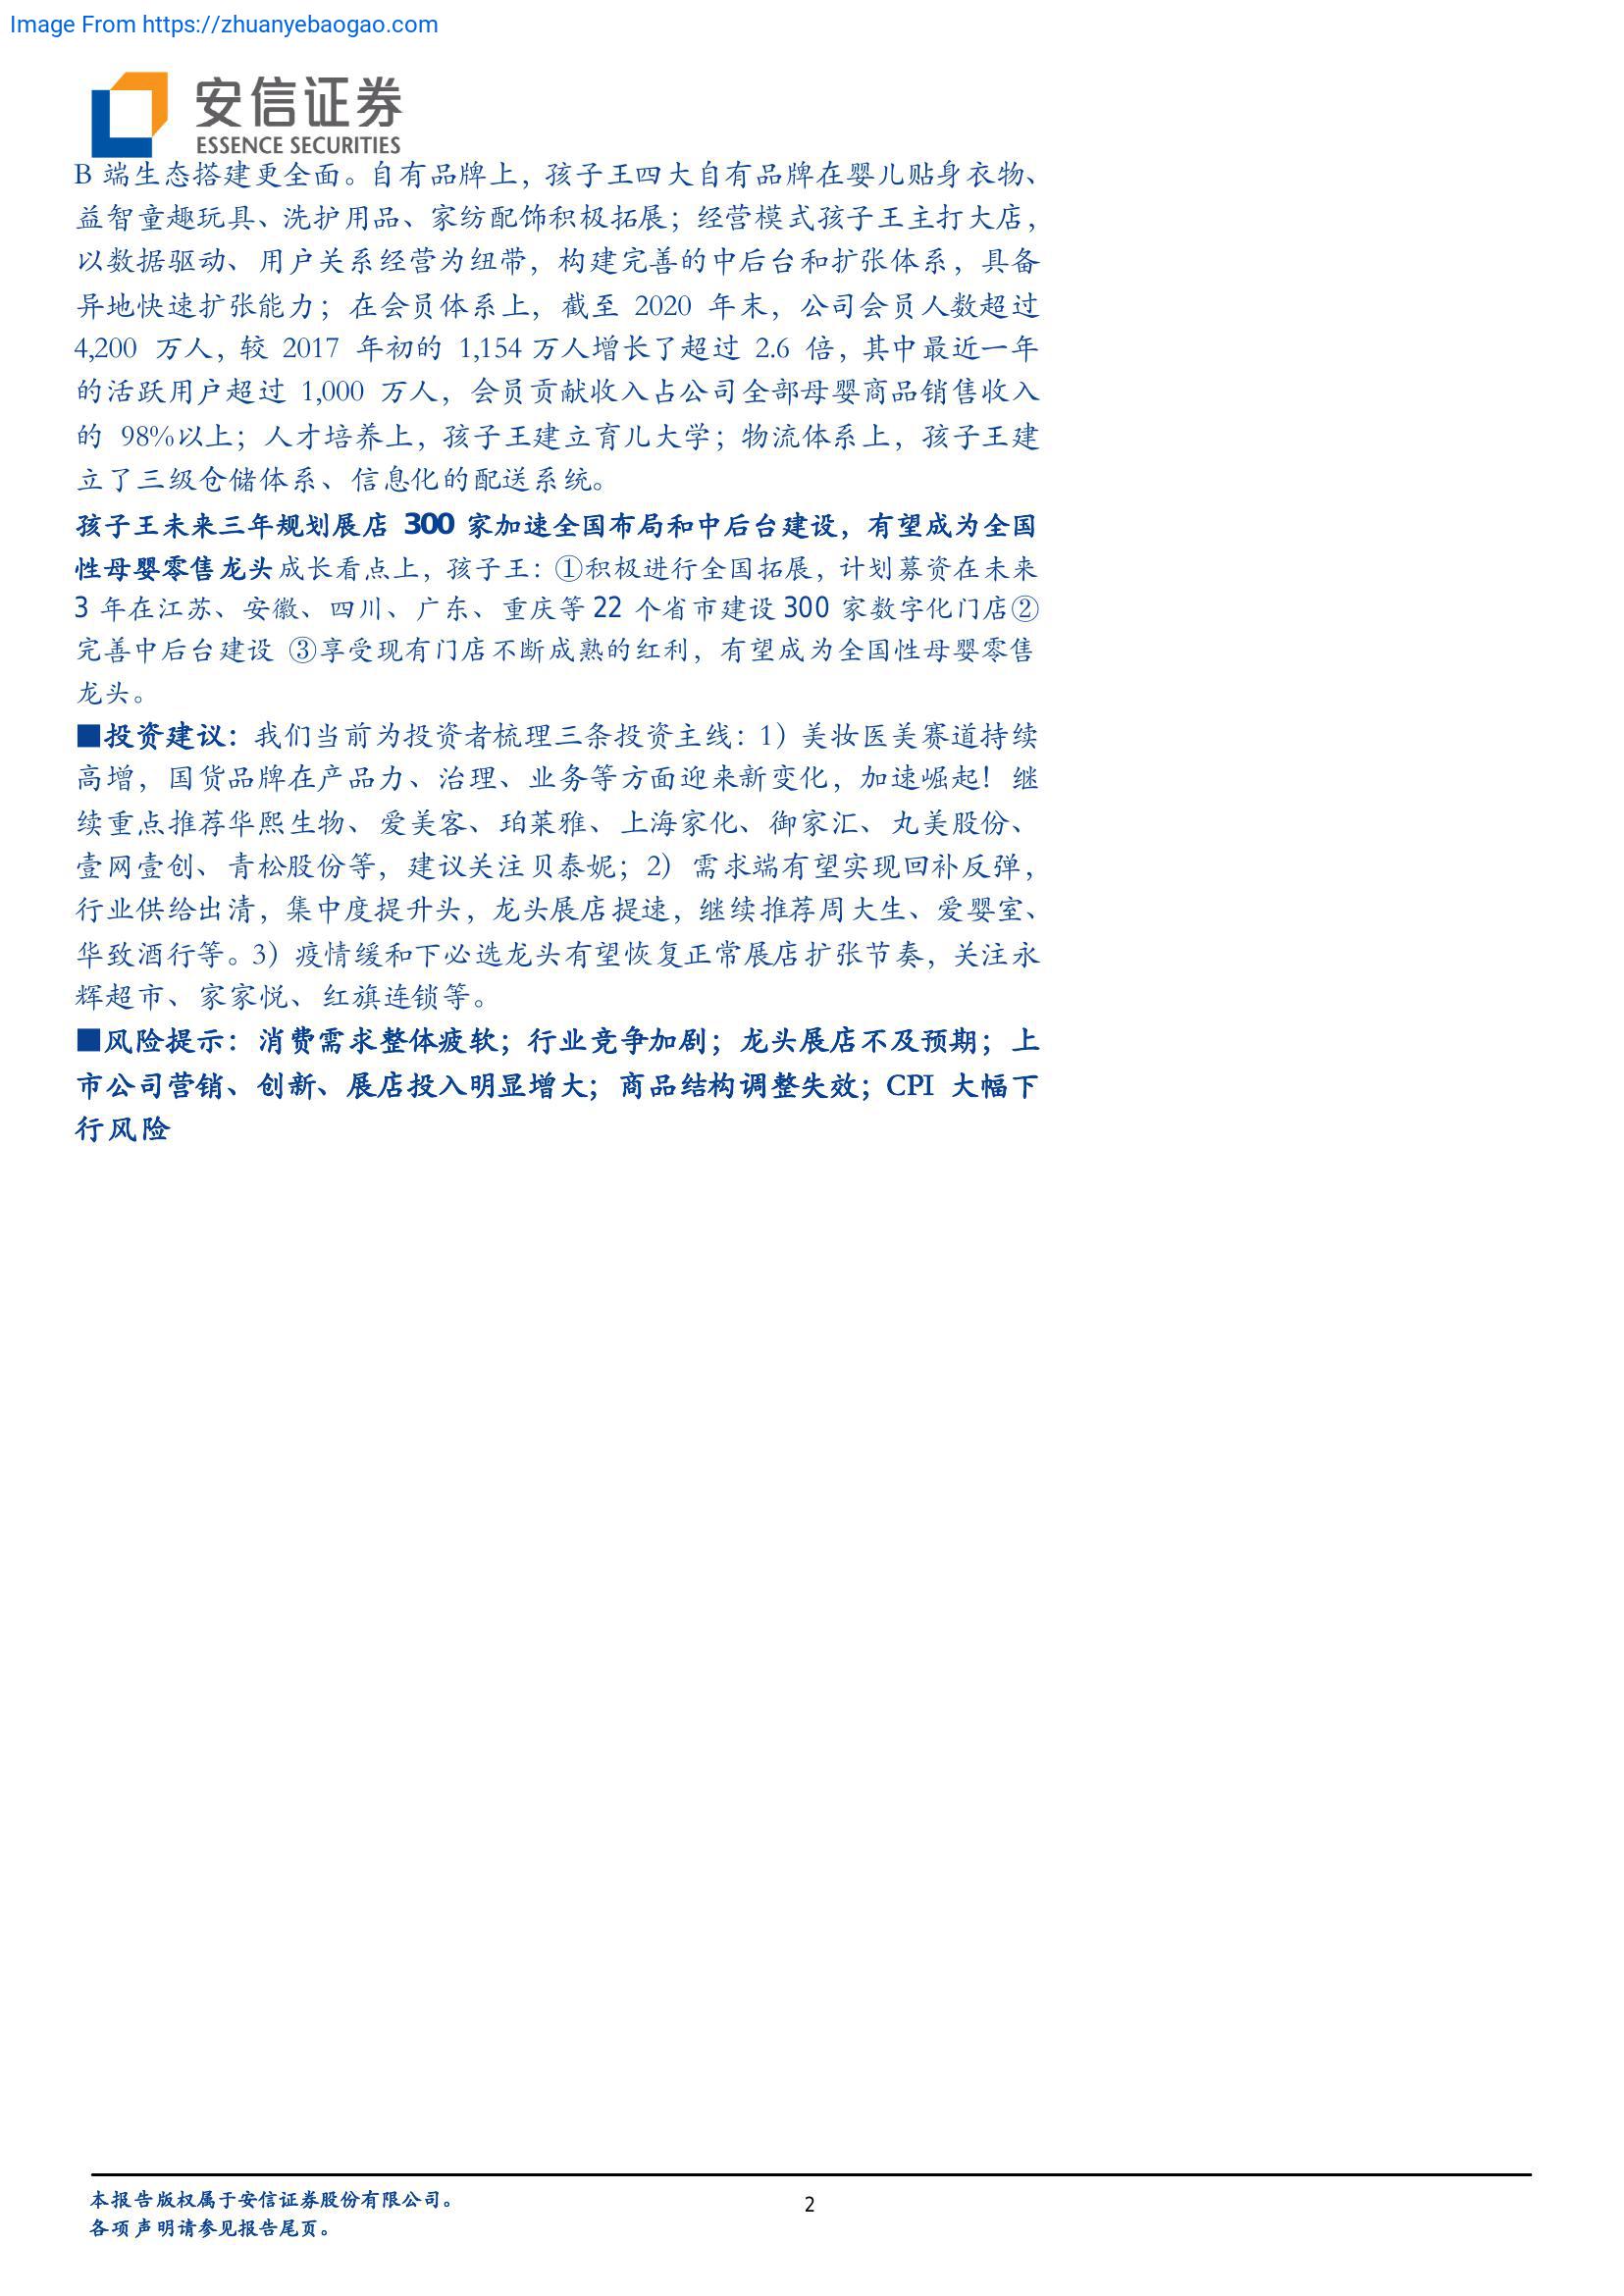 Image From https://zhuanyebaogao.com
安信证券
ESSENCE SECURITIES
B 端生态搭建更全面。自有品牌上，孩子王四大自有品牌在婴儿贴身衣物、
益智童趣玩具、洗护用品、家纺配饰积极拓展；经营模式孩子王主打大店，
以数据驱动、用户关系经营为纽带，构建完善的中后台和扩张体系，具备
异地快速扩张能力；在会员体系上，截至 2020 年末，公司会员人数超过
4,200 万人，较 2017 年初的 1,154 万人增长了超过 2.6 倍，其中最近一年
的活跃用户超过 1,000 万人，会员贡献收入占公司全部母婴商品销售收入
的 98%以上；人才培养上，孩子王建立育儿大学；物流体系上，孩子王建
立了三级仓储体系、信息化的配送系统。
孩子王未来三年规划展店 300 家加速全国布局和中后台建设，有望成为全国
性母婴零售龙头成长看点上，孩子王：①积极进行全国拓展，计划募资在未来
3 年在江苏、安徽、四川、广东、重庆等 22 个省市建设 300 家数字化门店②
完善中后台建设 ③享受现有门店不断成熟的红利，有望成为全国性母婴零售
龙头。
■投资建议：我们当前为投资者梳理三条投资主线：1）美妆医美赛道持续
高增，国货品牌在产品力、治理、业务等方面迎来新变化，加速崛起！继
续重点推荐华熙生物、爱美客、珀莱雅、上海家化、御家汇、丸美股份、
壹网壹创、青松股份等，建议关注贝泰妮；2）需求端有望实现回补反弹，
行业供给出清，集中度提升头，龙头展店提速，继续推荐周大生、爱婴室、
华致酒行等。3）疫情缓和下必选龙头有望恢复正常展店扩张节奏，关注永
辉超市、家家悦、红旗连锁等。
■风险提示：消费需求整体疲软；行业竞争加剧；龙头展店不及预期；上
市公司营销、创新、展店投入明显增大；商品结构调整失效；CPI 大幅下
行风险
本报告版权属于安信证券股份有限公司。
2
各项声明请参见报告尾页。